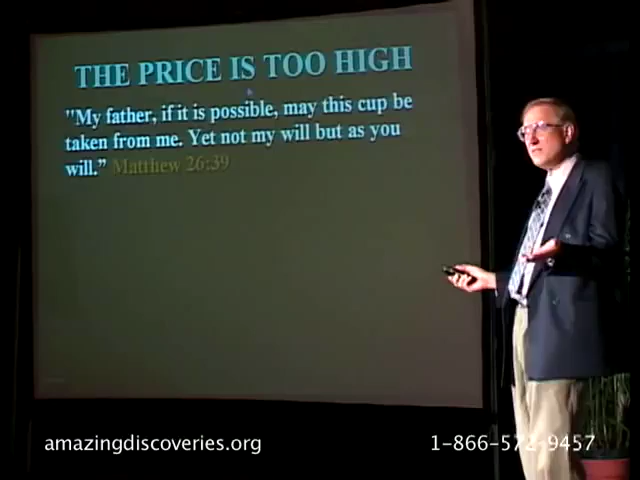 THE PRICE IS TOO HIGH
"My father, if it is possible, may this cup be
taken from me. Yet not my will but as you
will.” Matthew 26:39
amazingdiscoveries.org
1-866-572-9457